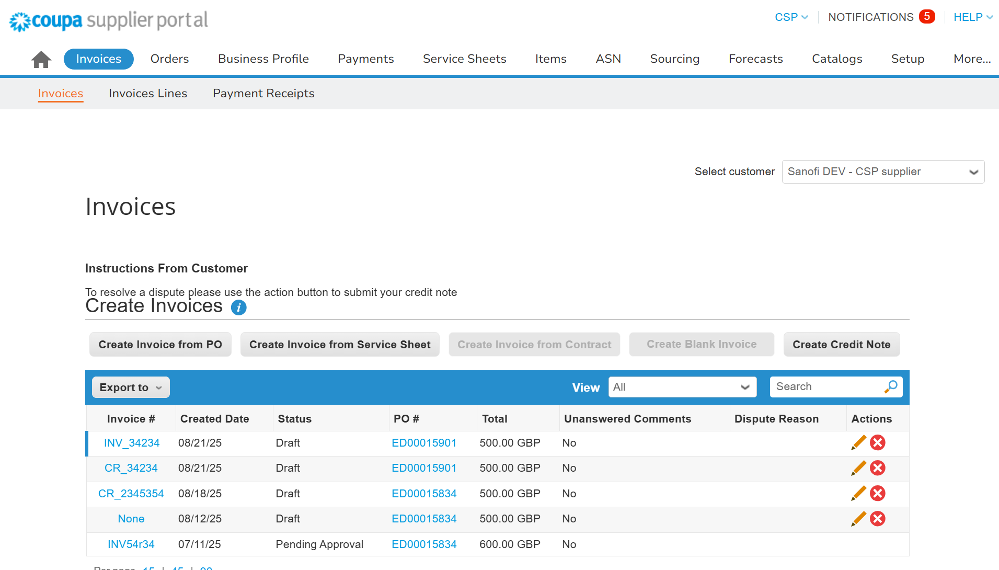 coupa supplier portal
CSP NOTIFICATIONS 5 HELP
Invoices Orders Business Profile Payments Service Sheets Items ASN Sourcing Forecasts Catalogs Setup More...
Invoices Invoices Lines Payment Receipts
Select customer Sanofi DEV - CSP supplier
Invoices
Instructions From Customer
To resolve a dispute please use the action button to submit your credit note
Create Invoices i
Create Invoice from PO Create Invoice from Service Sheet Create Invoice from Contract Create Blank Invoice Create Credit Note
Export to View All Search
Invoice # Created Date Status PO # Total Unanswered Comments Dispute Reason Actions
INV_34234 08/21/25 Draft ED00015901 500.00 GBP No
CR_34234 08/21/25 Draft ED00015901 500.00 GBP No
CR_2345354 08/18/25 Draft ED00015834 500.00 GBP No
None 08/12/25 Draft ED00015834 500.00 GBP No
INV54r34 07/11/25 Pending Approval ED00015834 600.00 GBP No
Per page 15 | 45 | 90